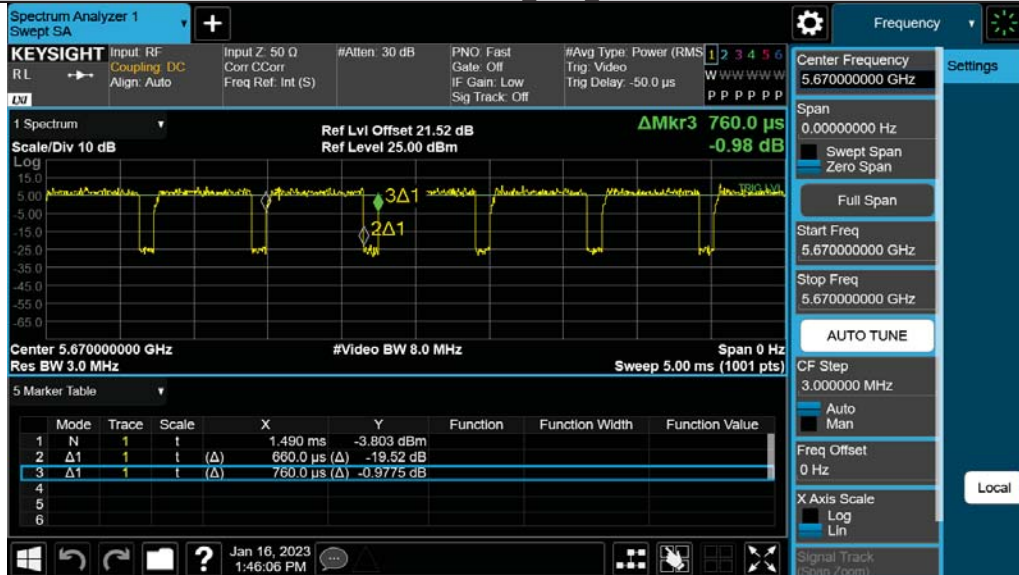 Spectrum Analyzer 1
Swept SA
+
Frequency
KEYSIGHT
RL
LXI
Input: RF
Coupling: DC
Align: Auto
Input Z: 50 Ω
Corr CCorr
Freq Ref: Int (S)
#Atten: 30 dB
PNO: Fast
Gate: Off
IF Gain: Low
Sig Track: Off
#Avg Type: Power (RMS
Trig: Video
Trig Delay: -50.0 µs
1 2 3 4 5 6
W W W W W W
P P P P P P
1 Spectrum
Scale/Div 10 dB
Log
Ref Lvl Offset 21.52 dB
Ref Level 25.00 dBm
ΔMkr3 760.0 µs
-0.98 dB
15.0
5.00
-5.00
-15.0
-25.0
-35.0
-45.0
-55.0
-65.0
3Δ1
2Δ1
TRIG LVL
Center 5.670000000 GHz
#Video BW 8.0 MHz
Span 0 Hz
Res BW 3.0 MHz
Sweep 5.00 ms (1001 pts)
5 Marker Table
Mode Trace Scale X Y Function Function Width Function Value
1 N 1 t 1.490 ms -3.803 dBm
2 Δ1 1 t (Δ) 660.0 µs (Δ) -19.52 dB
3 Δ1 1 t (Δ) 760.0 µs (Δ) -0.9775 dB
4
5
6
?
Jan 16, 2023
1:46:06 PM
Center Frequency
5.670000000 GHz
Span
0.00000000 Hz
Swept Span
Zero Span
Full Span
Start Freq
5.670000000 GHz
Stop Freq
5.670000000 GHz
AUTO TUNE
CF Step
3.000000 MHz
Auto
Man
Freq Offset
0 Hz
X Axis Scale
Log
Lin
Signal Track
(Span Zoom)
Settings
Local